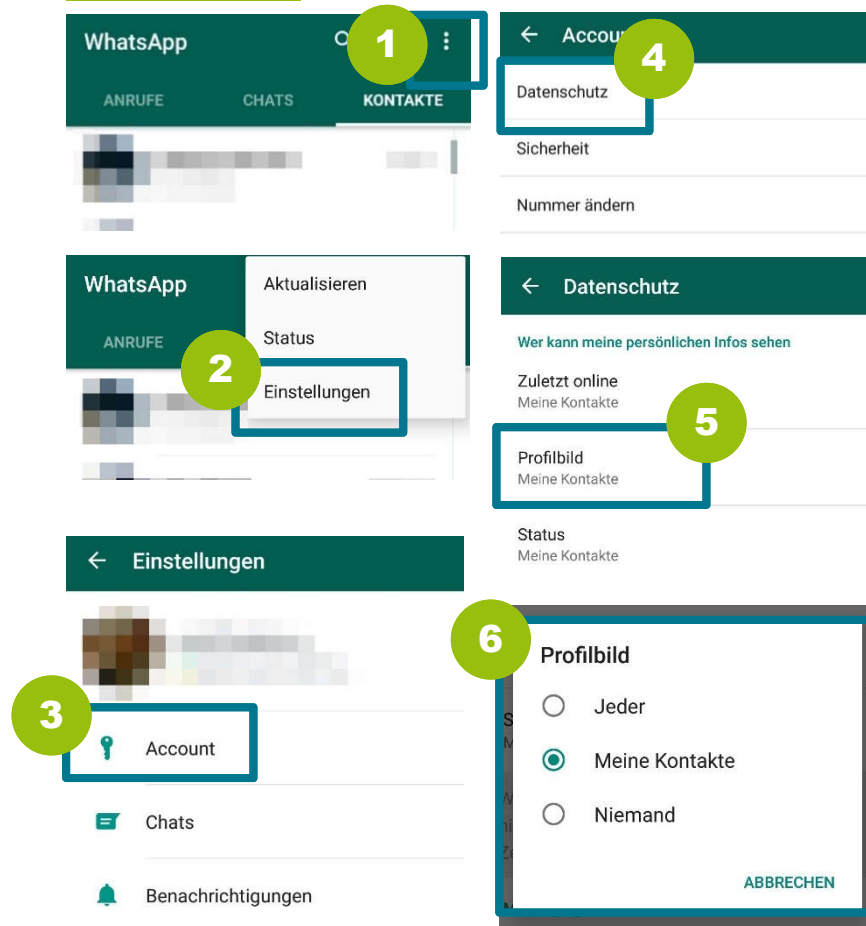 WhatsApp
1
ANRUFE CHATS KONTAKTE
WhatsApp
Aktualisieren
ANRUFE
Status
2
Einstellungen
Einstellungen
3
Account
Chats
Benachrichtigungen
4
Datenschutz
Sicherheit
Nummer ändern
Datenschutz
Wer kann meine persönlichen Infos sehen
Zuletzt online
Meine Kontakte
5
Profilbild
Meine Kontakte
Status
Meine Kontakte
6
Profilbild
Jeder
Meine Kontakte
Niemand
ABBRECHEN